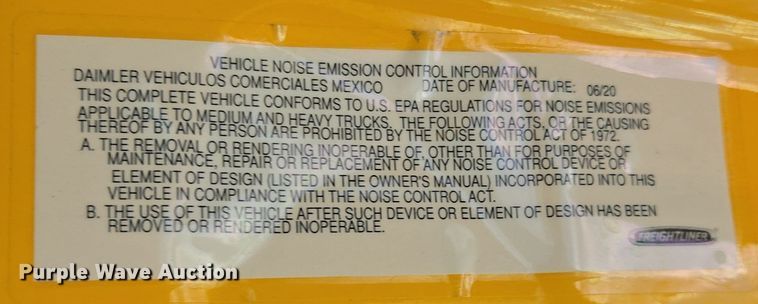 VEHICLE NOISE EMISSION CONTROL INFORMATION
DAIMLER VEHICULOS COMERCIALES MEXICO DATE OF MANUFACTURE: 06/20
THIS COMPLETE VEHICLE CONFORMS TO U.S. EPA REGULATIONS FOR NOISE EMISSIONS
APPLICABLE TO MEDIUM AND HEAVY TRUCKS. THE FOLLOWING ACTS, OR THE CAUSING
THEREOF BY ANY PERSON ARE PROHIBITED BY THE NOISE CONTROL ACT OF 1972.
A. THE REMOVAL OR RENDERING INOPERABLE OF, OTHER THAN FOR PURPOSES OF
MAINTENANCE, REPAIR OR REPLACEMENT OF ANY NOISE CONTROL DEVICE OR
ELEMENT OF DESIGN (LISTED IN THE OWNER'S MANUAL) INCORPORATED INTO THIS
VEHICLE IN COMPLIANCE WITH THE NOISE CONTROL ACT.
B. THE USE OF THIS VEHICLE AFTER SUCH DEVICE OR ELEMENT OF DESIGN HAS BEEN
REMOVED OR RENDERED INOPERABLE.
FREIGHTLINER
Purple Wave Auction